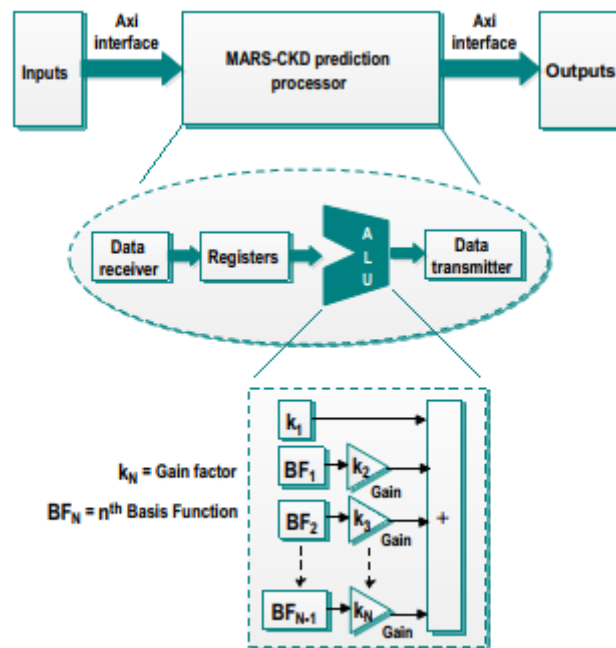 Axi
interface
Axi
interface
Inputs
MARS-CKD prediction
processor
Outputs
Data
receiver
Registers
A
L
U
Data
transmitter
k1
kN = Gain factor
BF1
k2
Gain
BFN = nth Basis Function
BF2
k3
Gain
+
BFN-1
kN
Gain